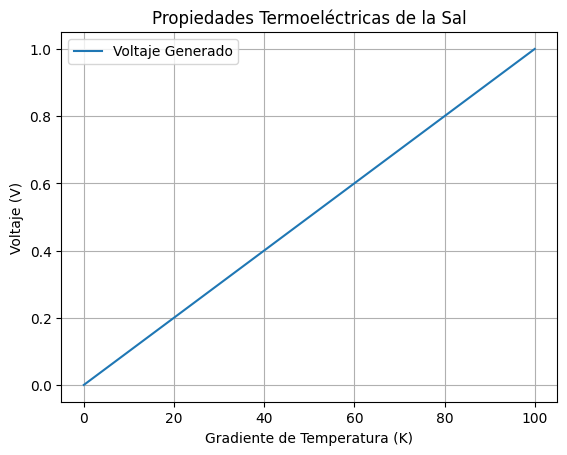 Propiedades Termoeléctricas de la Sal
Voltaje Generado
1.0
0.8
0.6
0.4
0.2
0.0
Voltaje (V)
0 20 40 60 80 100
Gradiente de Temperatura (K)